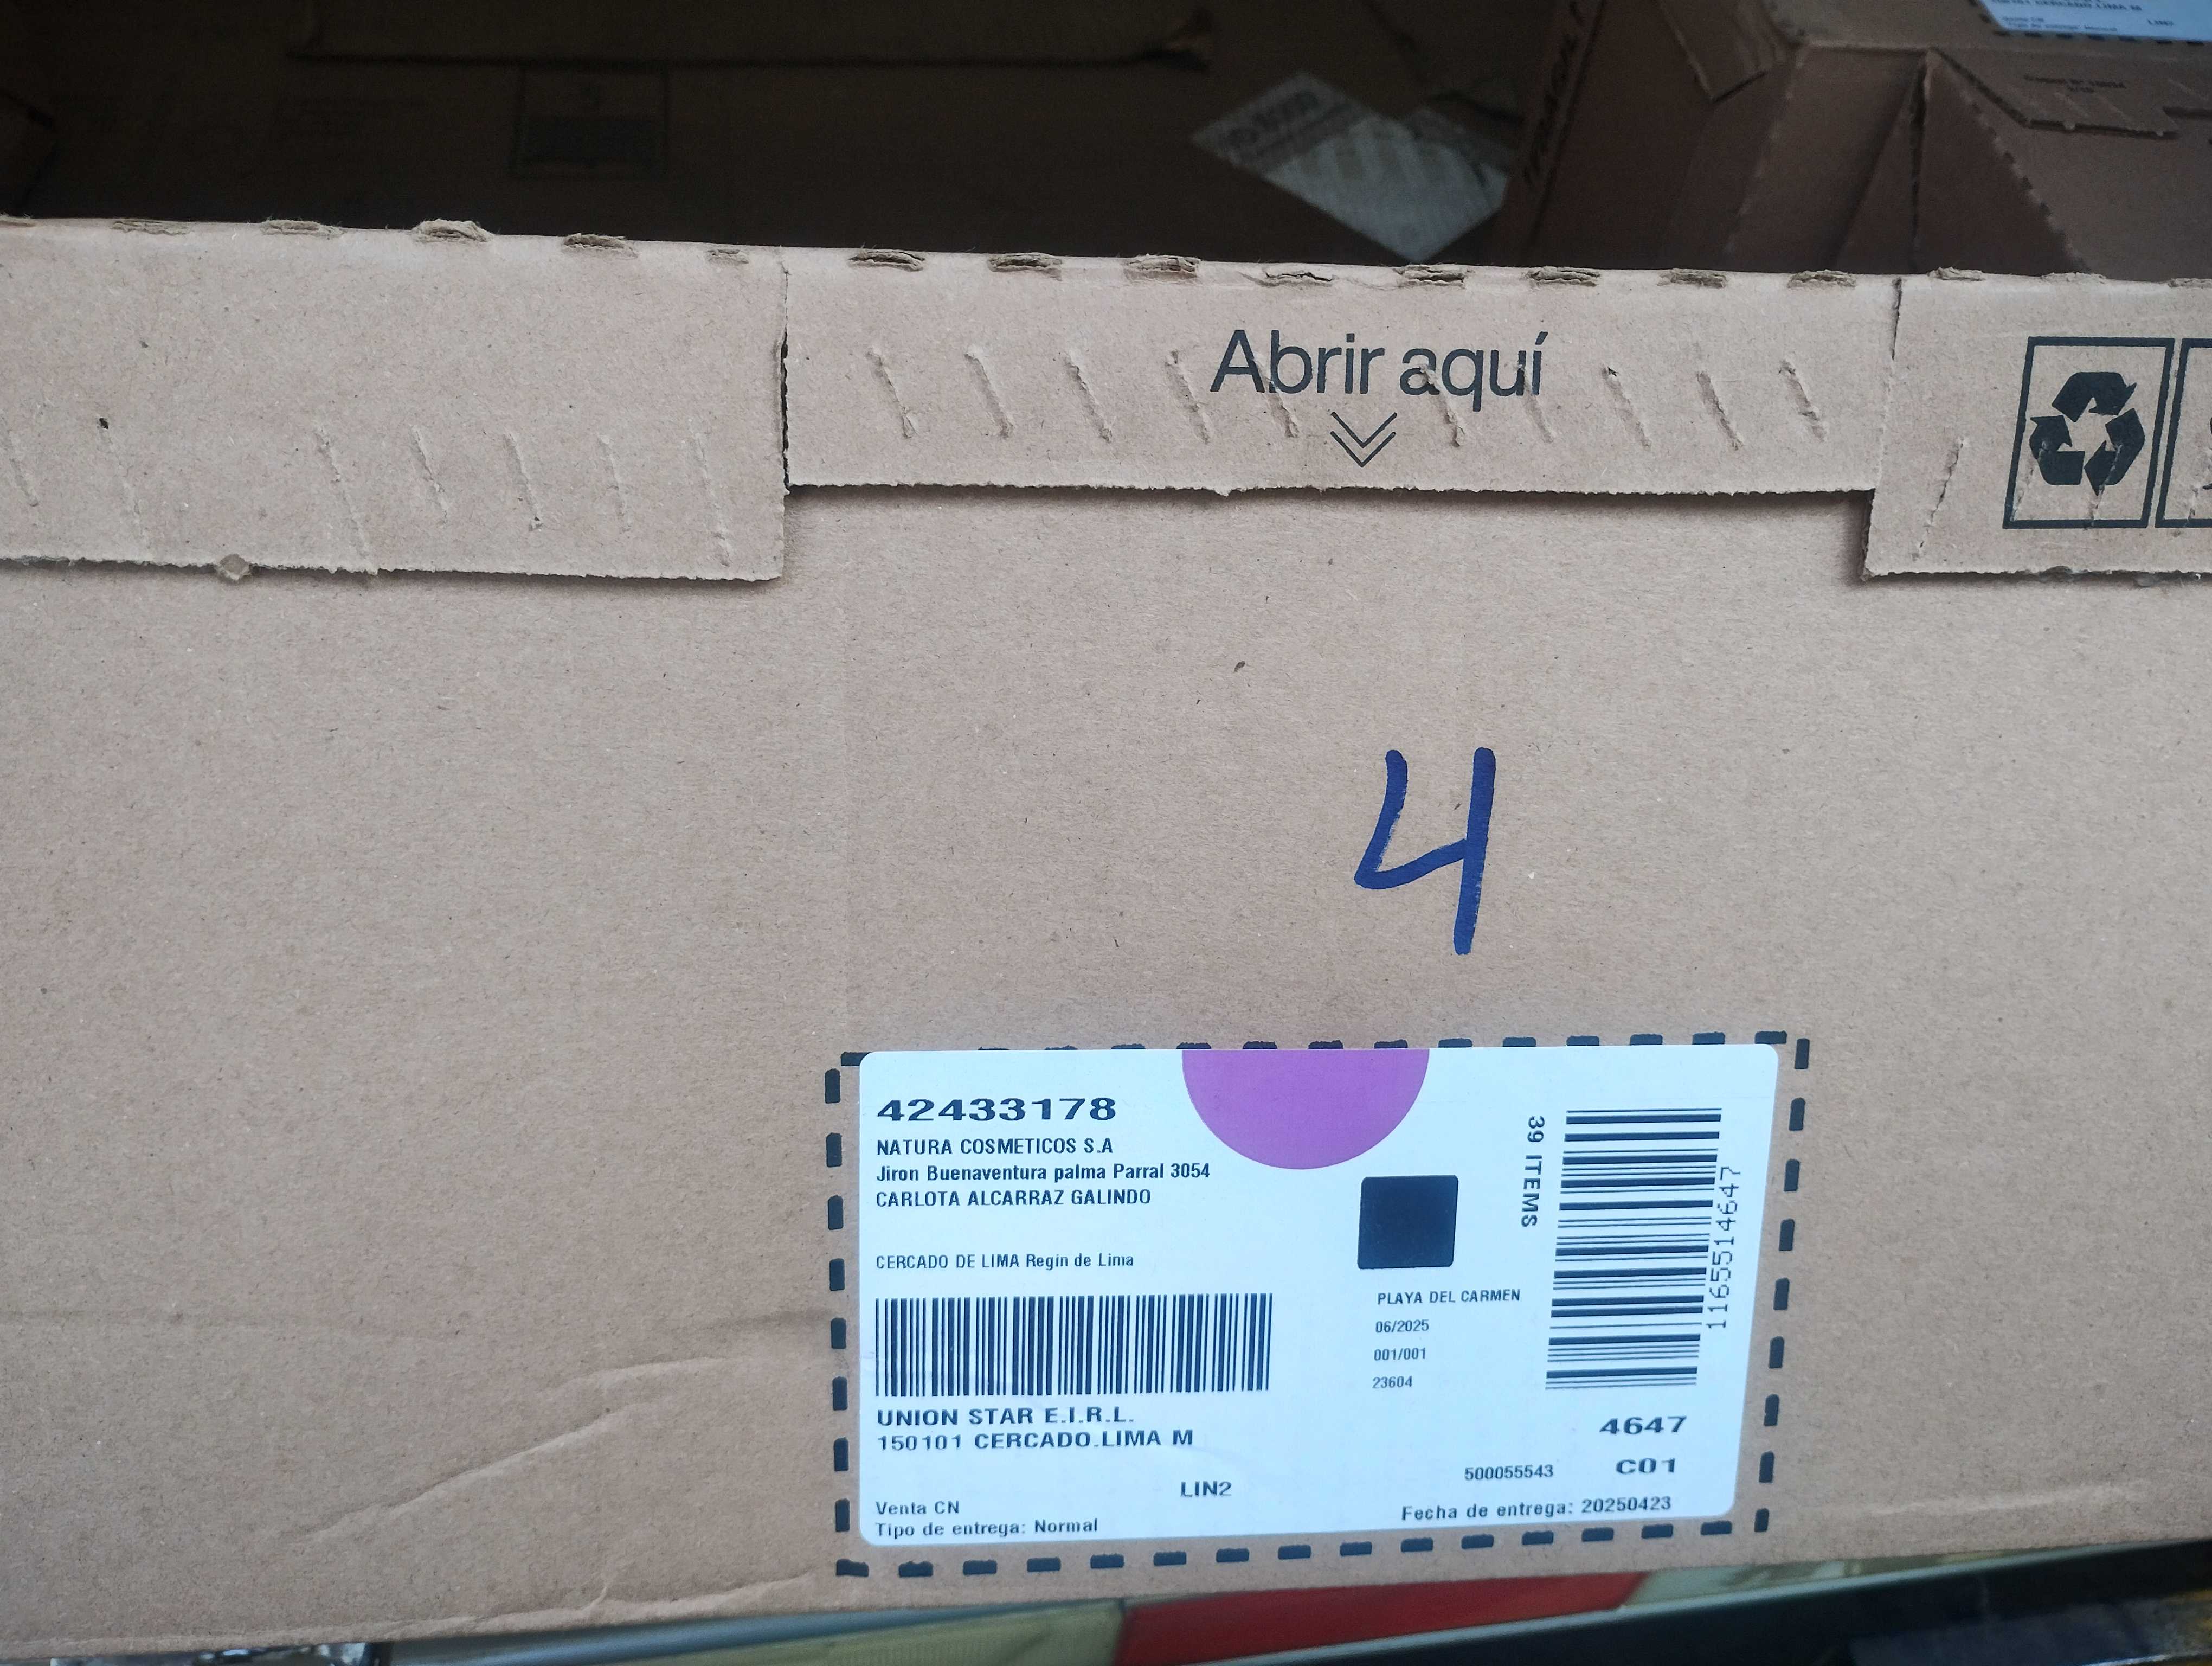 Abrir aquí
4
42433178
NATURA COSMETICOS S.A
Jiron Buenaventura palma Parral 3054
CARLOTA ALCARRAZ GALINDO
CERCADO DE LIMA Regin de Lima
39 ITEMS
1165514647
PLAYA DEL CARMEN
06/2025
001/001
23604
UNION STAR E.I.R.L.
150101 CERCADO.LIMA M
4647
LIN2
500055543
C01
Venta CN
Fecha de entrega: 20250423
Tipo de entrega: Normal